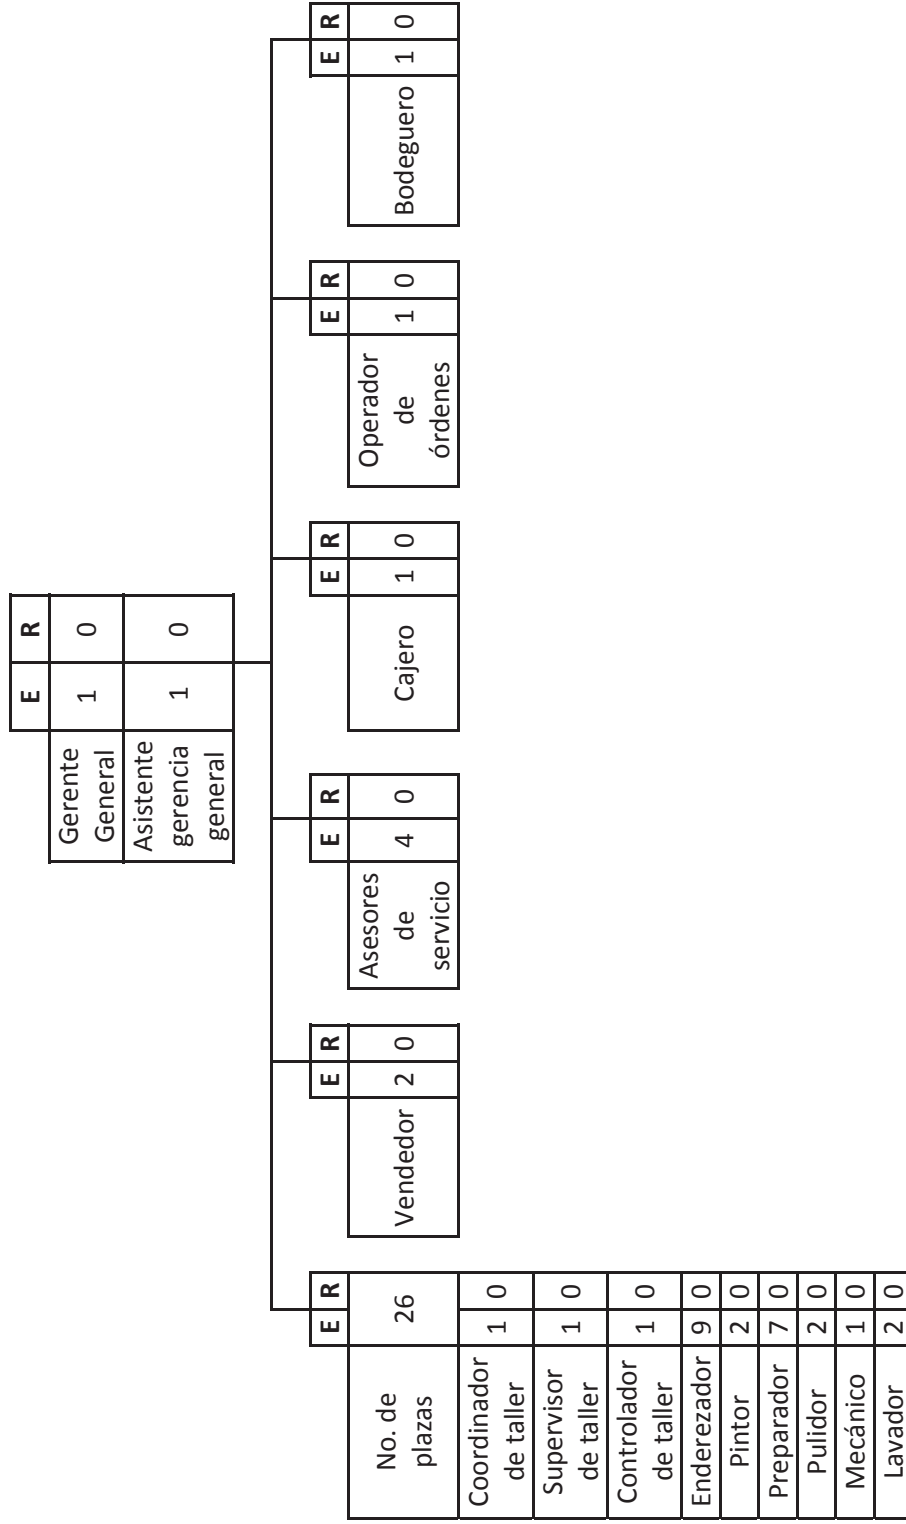 E R
Gerente
General
1 0
Asistente
gerencia
general
1 0
E R
No. de
plazas
26
Coordinador
de taller
1 0
Supervisor
de taller
1 0
Controlador
de taller
1 0
Enderezador 9 0
Pintor 2 0
Preparador 7 0
Pulidor 2 0
Mecánico 1 0
Lavador 2 0
E R
Vendedor 2 0
E R
Asesores
de
servicio
4 0
E R
Cajero 1 0
E R
Operador
de
órdenes
1 0
E R
Bodeguero 1 0